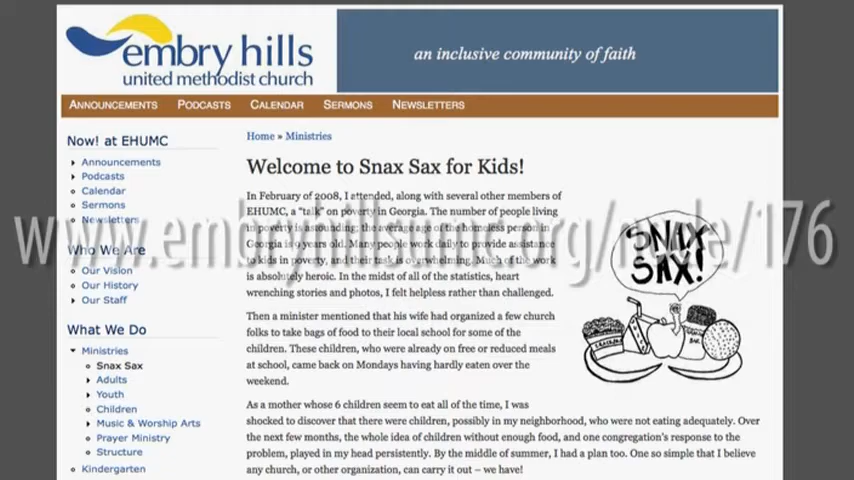 embry hills
united methodist church
an inclusive community of faith
ANNOUNCEMENTS PODCASTS CALENDAR SERMONS NEWSLETTERS
Now! at EHUMC
Announcements
Podcasts
Calendar
Sermons
Newsletters
Who We Are
Our Vision
Our History
Our Staff
What We Do
Ministries
Snax Sax
Adults
Youth
Children
Music & Worship Arts
Prayer Ministry
Structure
Kindergarten
Home » Ministries
Welcome to Snax Sax for Kids!
In February of 2008, I attended, along with several other members of
EHUMC, a "talk" on poverty in Georgia. The number of people living
in poverty is astounding; the average age of the homeless person in
Georgia is 9 years old. Many people work daily to provide assistance
to kids in poverty, and their task is overwhelming. Much of the work
is absolutely heroic. In the midst of all of the statistics, heart
wrenching stories and photos, I felt helpless rather than challenged.
Then a minister mentioned that his wife had organized a few church
folks to take bags of food to their local school for some of the
children. These children, who were already on free or reduced meals
at school, came back on Mondays having hardly eaten over the
weekend.
As a mother whose 6 children seem to eat all of the time, I was
shocked to discover that there were children, possibly in my neighborhood, who were not eating adequately. Over
the next few months, the whole idea of children without enough food, and one congregation's response to the
problem, played in my head persistently. By the middle of summer, I had a plan too. One so simple that I believe
any church, or other organization, can carry it out – we have!
SNAX
SAX!
www.embryhillsumc.org/node/176